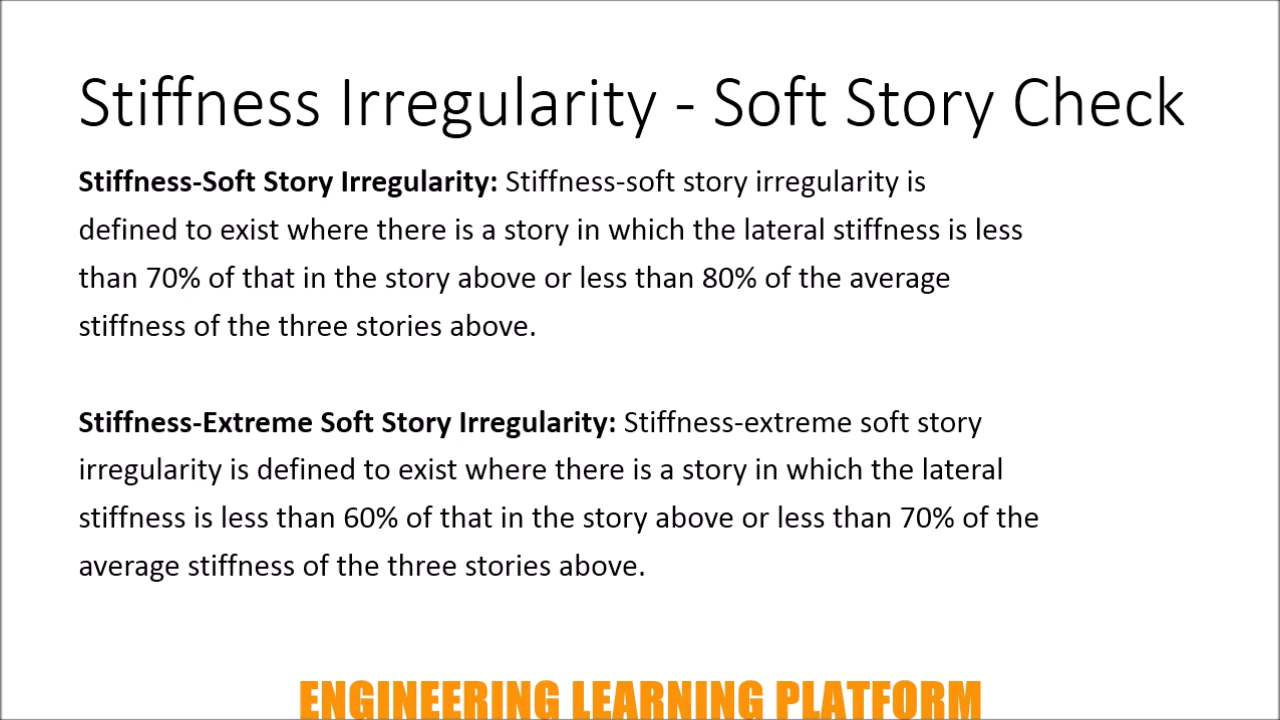 Stiffness Irregularity - Soft Story Check
Stiffness-Soft Story Irregularity: Stiffness-soft story irregularity is
defined to exist where there is a story in which the lateral stiffness is less
than 70% of that in the story above or less than 80% of the average
stiffness of the three stories above.
Stiffness-Extreme Soft Story Irregularity: Stiffness-extreme soft story
irregularity is defined to exist where there is a story in which the lateral
stiffness is less than 60% of that in the story above or less than 70% of the
average stiffness of the three stories above.
ENGINEERING LEARNING PLATFORM